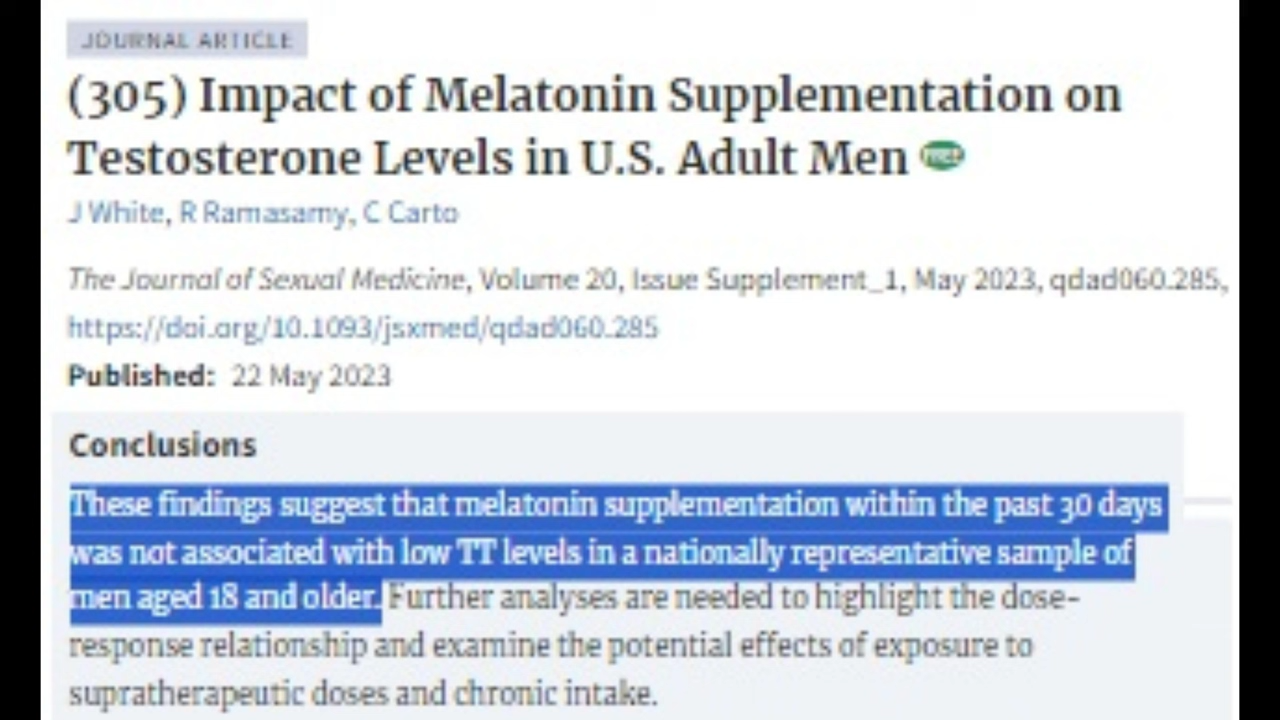 JOURNAL ARTICLE
(305) Impact of Melatonin Supplementation on
Testosterone Levels in U.S. Adult Men FREE
J White, R Ramasamy, C Carto
The Journal of Sexual Medicine, Volume 20, Issue Supplement_1, May 2023, qdad060.285,
https://doi.org/10.1093/jsxmed/qdad060.285
Published: 22 May 2023
Conclusions
These findings suggest that melatonin supplementation within the past 30 days
was not associated with low TT levels in a nationally representative sample of
men aged 18 and older. Further analyses are needed to highlight the dose-
response relationship and examine the potential effects of exposure to
supratherapeutic doses and chronic intake.